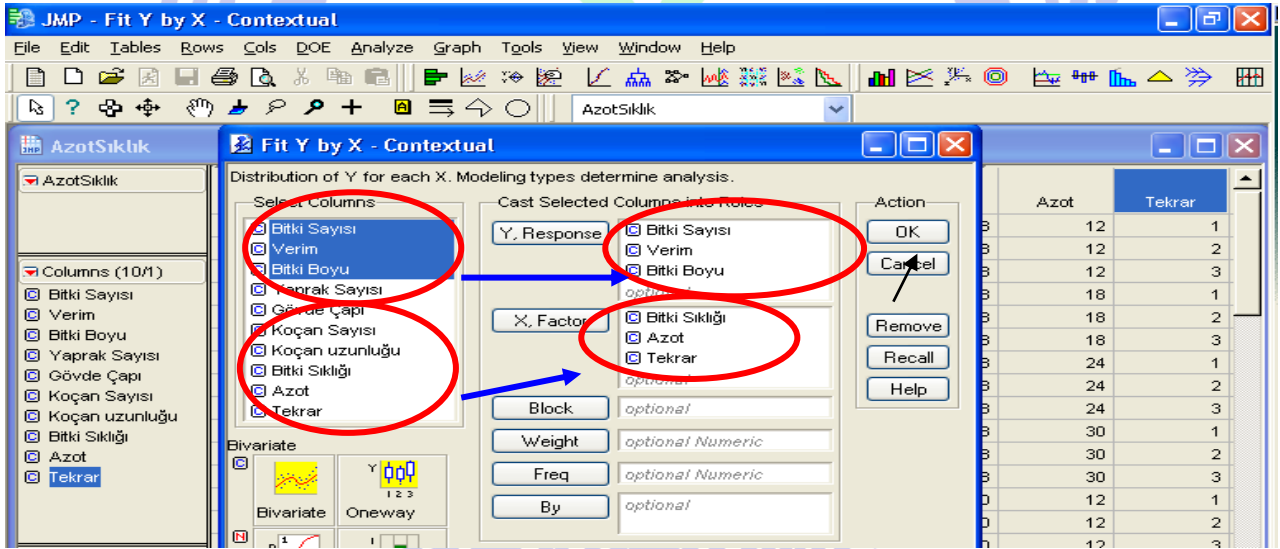 JMP - Fit Y by X - Contextual
File Edit Tables Rows Cols DOE Analyze Graph Tools View Window Help
AzotSıklık
AzotSıklık
AzotSıklık
Columns (10/1)
Bitki Sayısı
Verim
Bitki Boyu
Yaprak Sayısı
Gövde Çapı
Koçan Sayısı
Koçan uzunluğu
Bitki Sıklığı
Azot
Tekrar
Fit Y by X - Contextual
Distribution of Y for each X. Modeling types determine analysis.
Select Columns
Bitki Sayısı
Verim
Bitki Boyu
Yaprak Sayısı
Gövde Çapı
Koçan Sayısı
Koçan uzunluğu
Bitki Sıklığı
Azot
Tekrar
Bivariate
Y
1 2 3
Bivariate Oneway
Cast Selected Columns into Roles
Y, Response
Bitki Sayısı
Verim
Bitki Boyu
optional
X, Factor
Bitki Sıklığı
Azot
Tekrar
optional
Block optional
Weight optional Numeric
Freq optional Numeric
By optional
Action
OK
Cancel
Remove
Recall
Help
Azot Tekrar
12 1
12 2
12 3
18 1
18 2
18 3
24 1
24 2
24 3
30 1
30 2
30 3
12 1
12 2
12 3